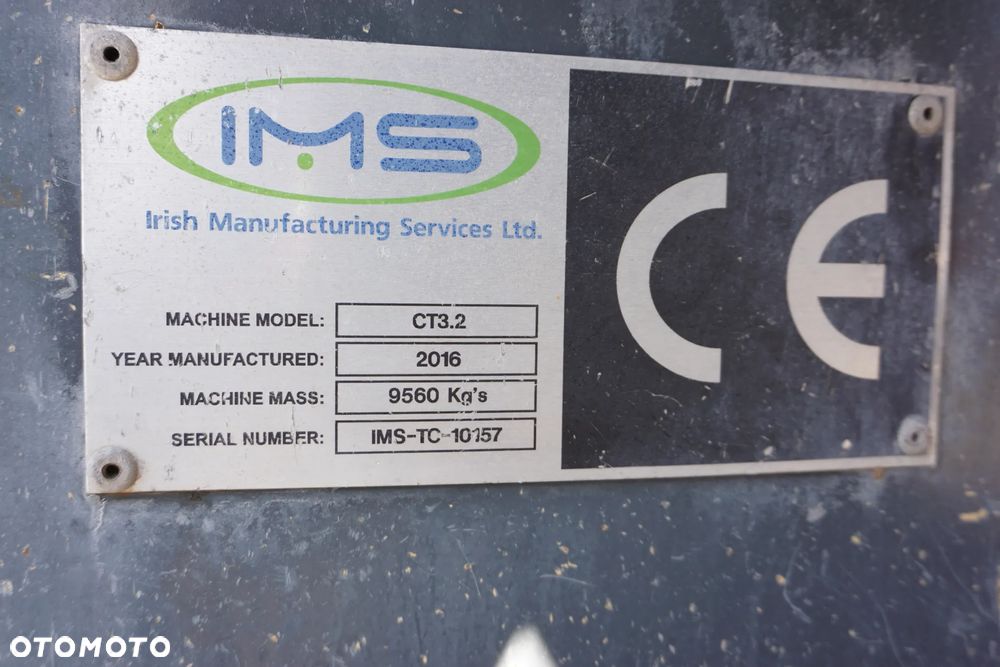 IMS
Irish Manufacturing Services Ltd.
MACHINE MODEL: CT3.2
YEAR MANUFACTURED: 2016
MACHINE MASS: 9560 Kg's
SERIAL NUMBER: IMS-TC-10157
CE
OTOMOTO